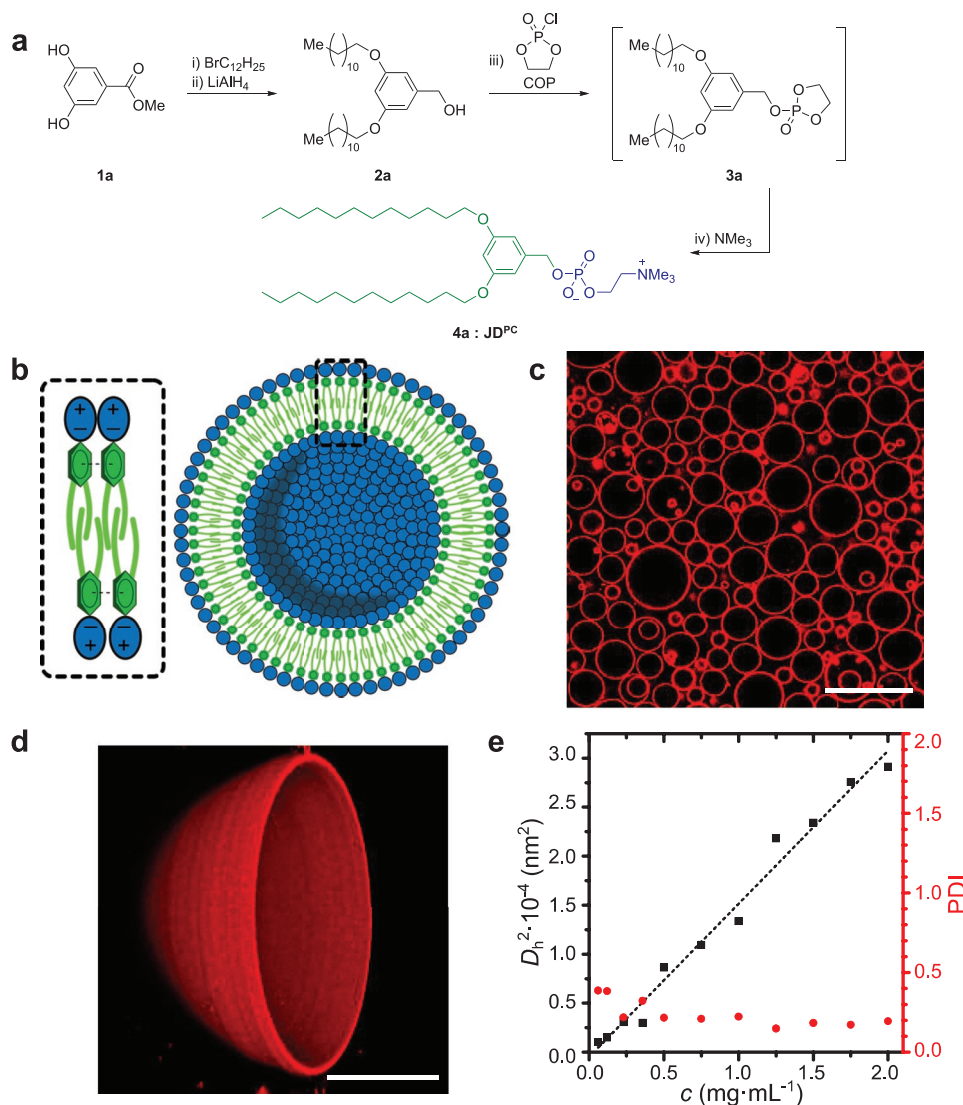 a
HO
HO
O
OMe
1a
i) BrC12H25
ii) LiAlH4
Me
( )10
O
OH
Me
( )10
O
2a
iii)
O Cl
P
O O
COP
Me
( )10
O
O P O
O O
Me
( )10
O
3a
iv) NMe3
O
O
O
O P
O−
O
+
NMe3
4a : JDPC
b
+ +
− −
− −
+ +
c
d
e
3.0
2.5
2.0
1.5
1.0
0.5
0.0
Dh2·10-4 (nm2)
2.0
1.5
1.0
0.5
0.0
PDI
0.0 0.5 1.0 1.5 2.0
c (mg·mL-1)